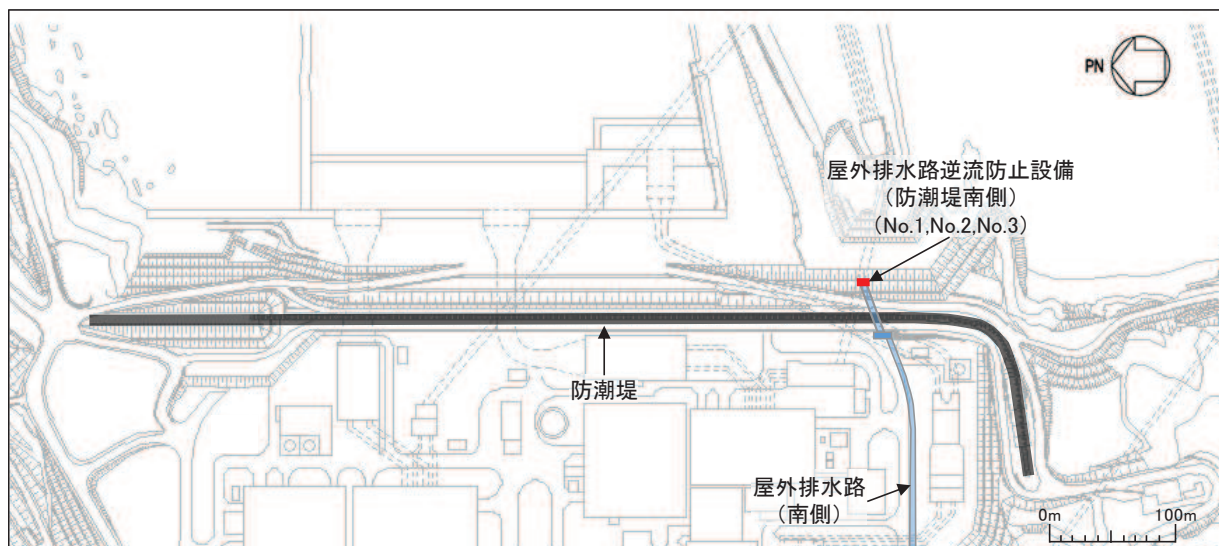 PN
屋外排水路逆流防止設備
（防潮堤南側）
（No.1,No.2,No.3）
防潮堤
屋外排水路
（南側）
0m
100m